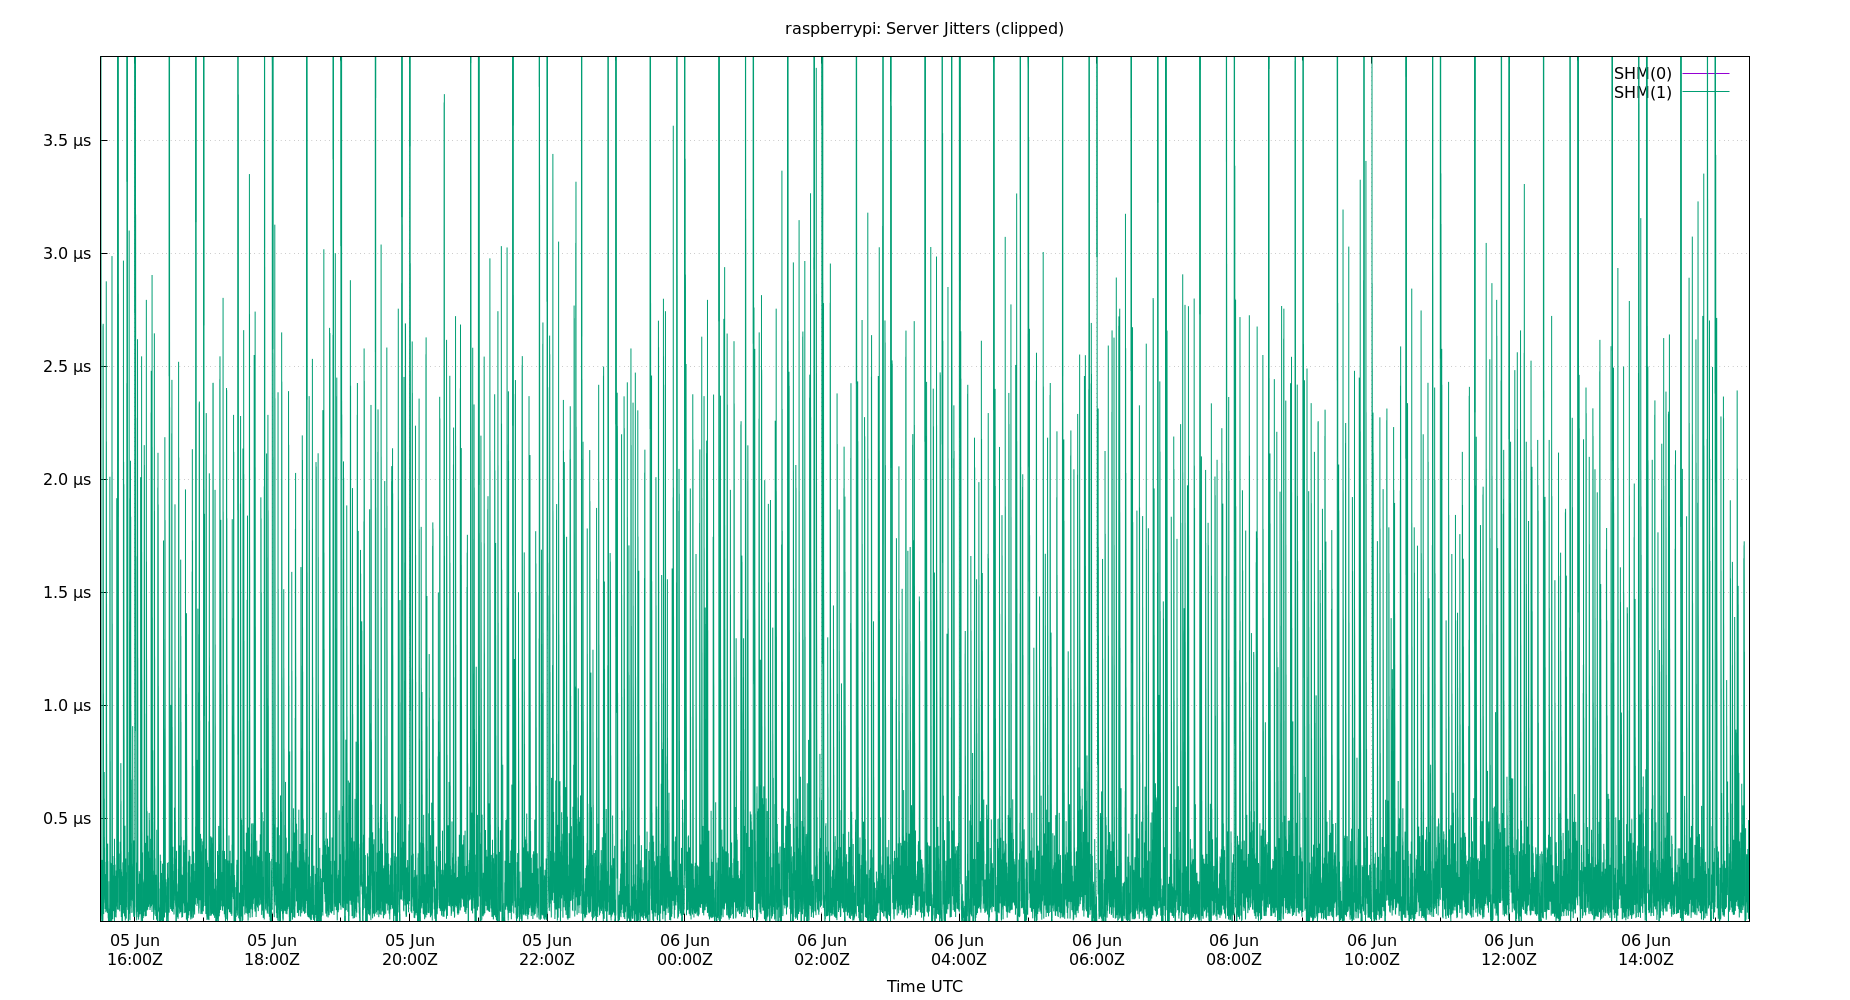 raspberrypi: Server Jitters (clipped)
SHM(0)
SHM(1)
3.5 µs
3.0 µs
2.5 µs
2.0 µs
1.5 µs
1.0 µs
0.5 µs
05 Jun 05 Jun 05 Jun 05 Jun 06 Jun 06 Jun 06 Jun 06 Jun 06 Jun 06 Jun 06 Jun 06 Jun
16:00Z 18:00Z 20:00Z 22:00Z 00:00Z 02:00Z 04:00Z 06:00Z 08:00Z 10:00Z 12:00Z 14:00Z
Time UTC